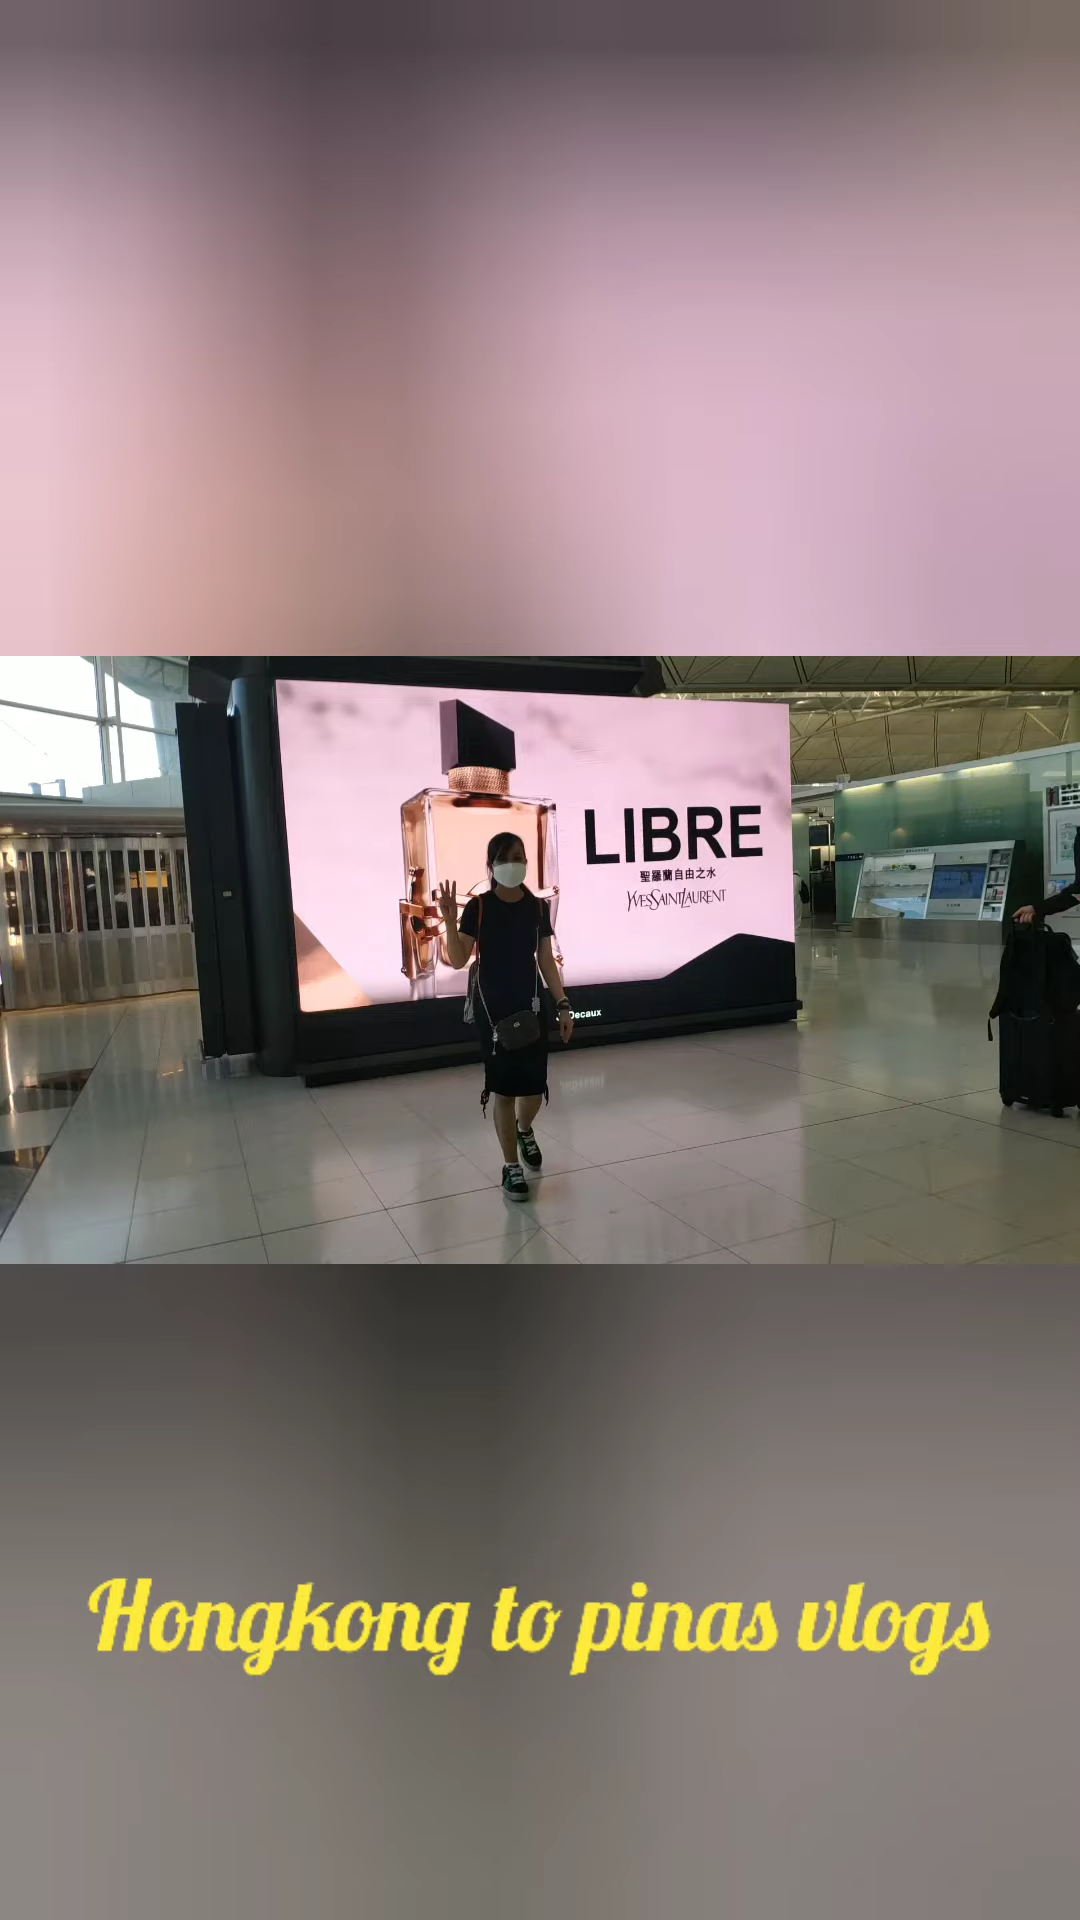 LIBRE
聖羅蘭自由之水
YVESSAINTLAURENT
Decaux
Hongkong to pinas vlogs